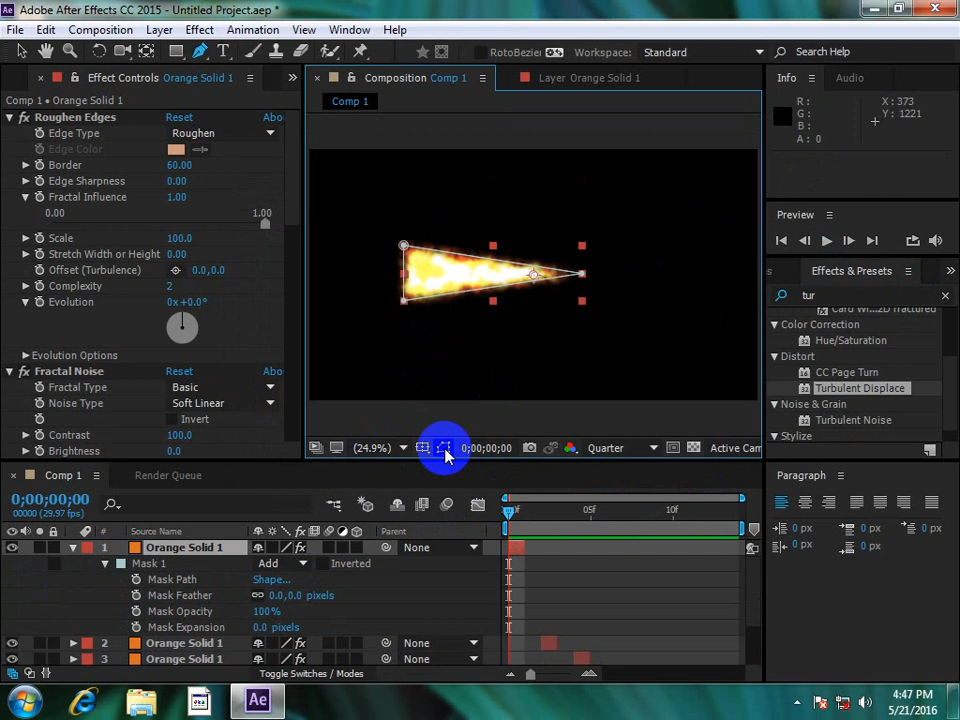 Adobe After Effects CC 2015 - Untitled Project.aep *
File Edit Composition Layer Effect Animation View Window Help
RotoBezier Workspace: Standard Search Help
Effect Controls Orange Solid 1
Composition Comp 1
Layer Orange Solid 1
Info Audio
Comp 1 • Orange Solid 1
Comp 1
Roughen Edges Reset Abo
Edge Type Roughen
Edge Color
Border 60.00
Edge Sharpness 0.00
Fractal Influence 1.00
0.00 1.00
Scale 100.0
Stretch Width or Height 0.00
Offset (Turbulence) 0.0,0.0
Complexity 2
Evolution 0x+0.0°
Evolution Options
Fractal Noise Reset Abo
Fractal Type Basic
Noise Type Soft Linear
Invert
Contrast 100.0
Brightness 0.0
R : X : 373
G : Y : 1221
B :
A : 0
Preview
Effects & Presets
tur
Color Correction
Hue/Saturation
Distort
CC Page Turn
Turbulent Displace
Noise & Grain
Turbulent Noise
Stylize
(24.9%) 0;00;00;00 Quarter Active Cam
Comp 1 Render Queue
Paragraph
0;00;00;00
00000 (29.97 fps)
05f 10f
# Source Name Parent
1 Orange Solid 1 None
Mask 1 Add Inverted
Mask Path Shape...
Mask Feather 0.0,0.0 pixels
Mask Opacity 100%
Mask Expansion 0.0 pixels
2 Orange Solid 1 None
3 Orange Solid 1 None
Toggle Switches / Modes
0 px 0 px 0 px
0 px 0 px
4:47 PM
5/21/2016